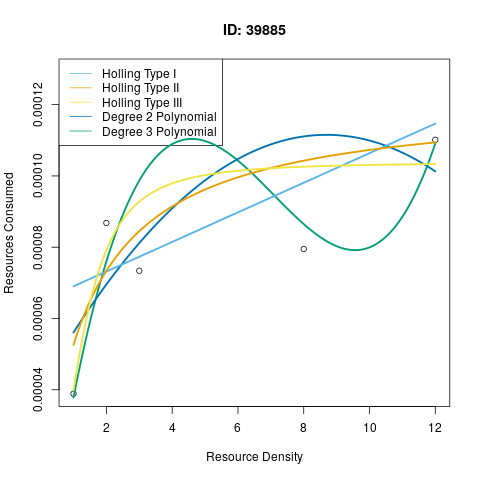 ID: 39885
Holling Type I
Holling Type II
Holling Type III
Degree 2 Polynomial
Degree 3 Polynomial
Resources Consumed
0.00012
0.00010
0.00008
0.00006
0.00004
2 4 6 8 10 12
Resource Density